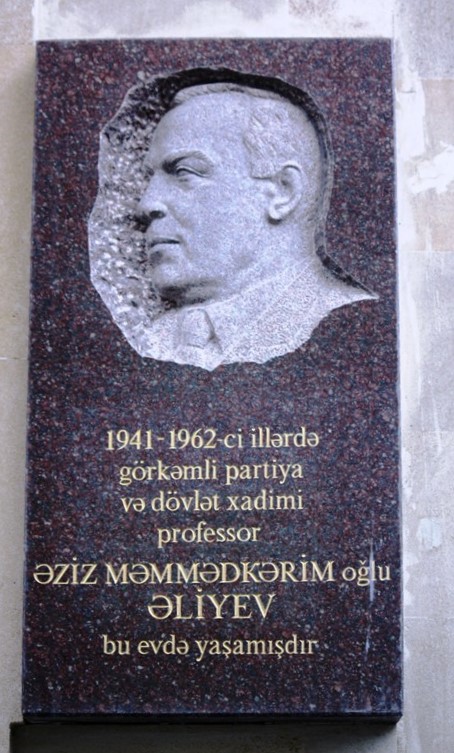 1941-1962-ci illərdə
görkəmli partiya
və dövlət xadimi
professor
ƏZİZ MƏMMƏDKƏRİM oğlu
ƏLİYEV
bu evdə yaşamışdır